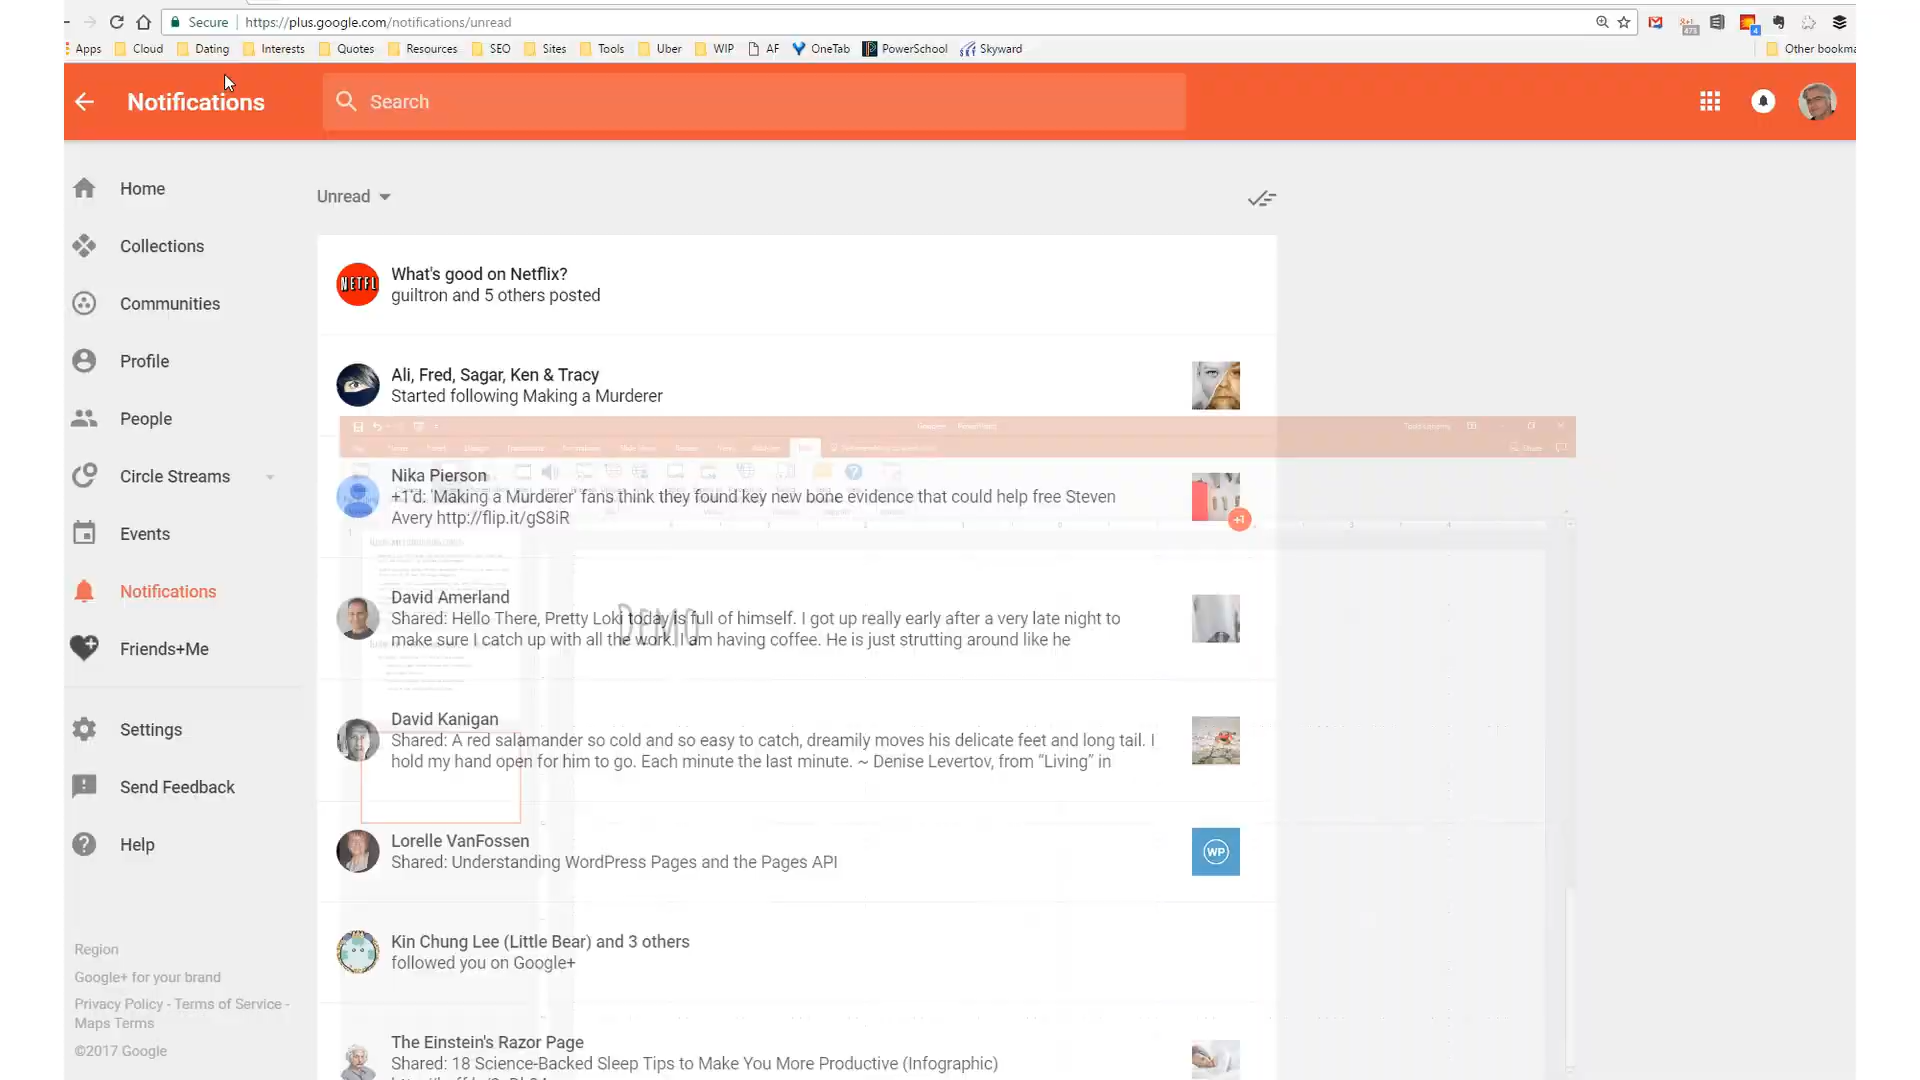 Secure https://plus.google.com/notifications/unread
Apps Cloud Dating Interests Quotes Resources SEO Sites Tools Uber WIP AF OneTab PowerSchool Skyward Other bookma
Notifications
Search
Home
Collections
Communities
Profile
People
Circle Streams
Events
Notifications
Friends+Me
Settings
Send Feedback
Help
Region
Google+ for your brand
Privacy Policy - Terms of Service -
Maps Terms
©2017 Google
Unread
NETFL
What's good on Netflix?
guiltron and 5 others posted
Ali, Fred, Sagar, Ken & Tracy
Started following Making a Murderer
Nika Pierson
+1'd: 'Making a Murderer' fans think they found key new bone evidence that could help free Steven
Avery http://flip.it/gS8iR
+1
David Amerland
Shared: Hello There, Pretty Loki today is full of himself. I got up really early after a very late night to
make sure I catch up with all the work. I am having coffee. He is just strutting around like he
DEMO
David Kanigan
Shared: A red salamander so cold and so easy to catch, dreamily moves his delicate feet and long tail. I
hold my hand open for him to go. Each minute the last minute. ~ Denise Levertov, from “Living” in
Lorelle VanFossen
Shared: Understanding WordPress Pages and the Pages API
WP
Kin Chung Lee (Little Bear) and 3 others
followed you on Google+
The Einstein's Razor Page
Shared: 18 Science-Backed Sleep Tips to Make You More Productive (Infographic)